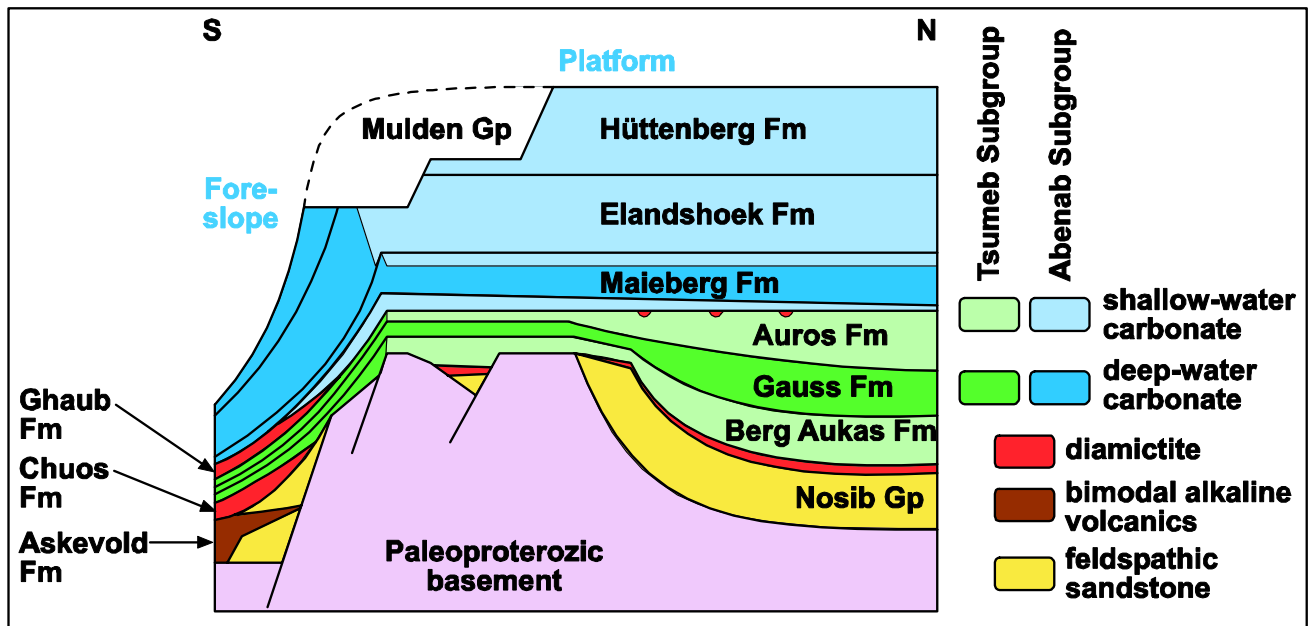 S
N
Platform
Mulden Gp
Hüttenberg Fm
Fore-
slope
Elandshoek Fm
Maieberg Fm
Auros Fm
Gauss Fm
Berg Aukas Fm
Nosib Gp
Paleoproterozic
basement
Ghaub
Fm
Chuos
Fm
Askevold
Fm
Tsumeb Subgroup
Abenab Subgroup
shallow-water
carbonate
deep-water
carbonate
diamictite
bimodal alkaline
volcanics
feldspathic
sandstone